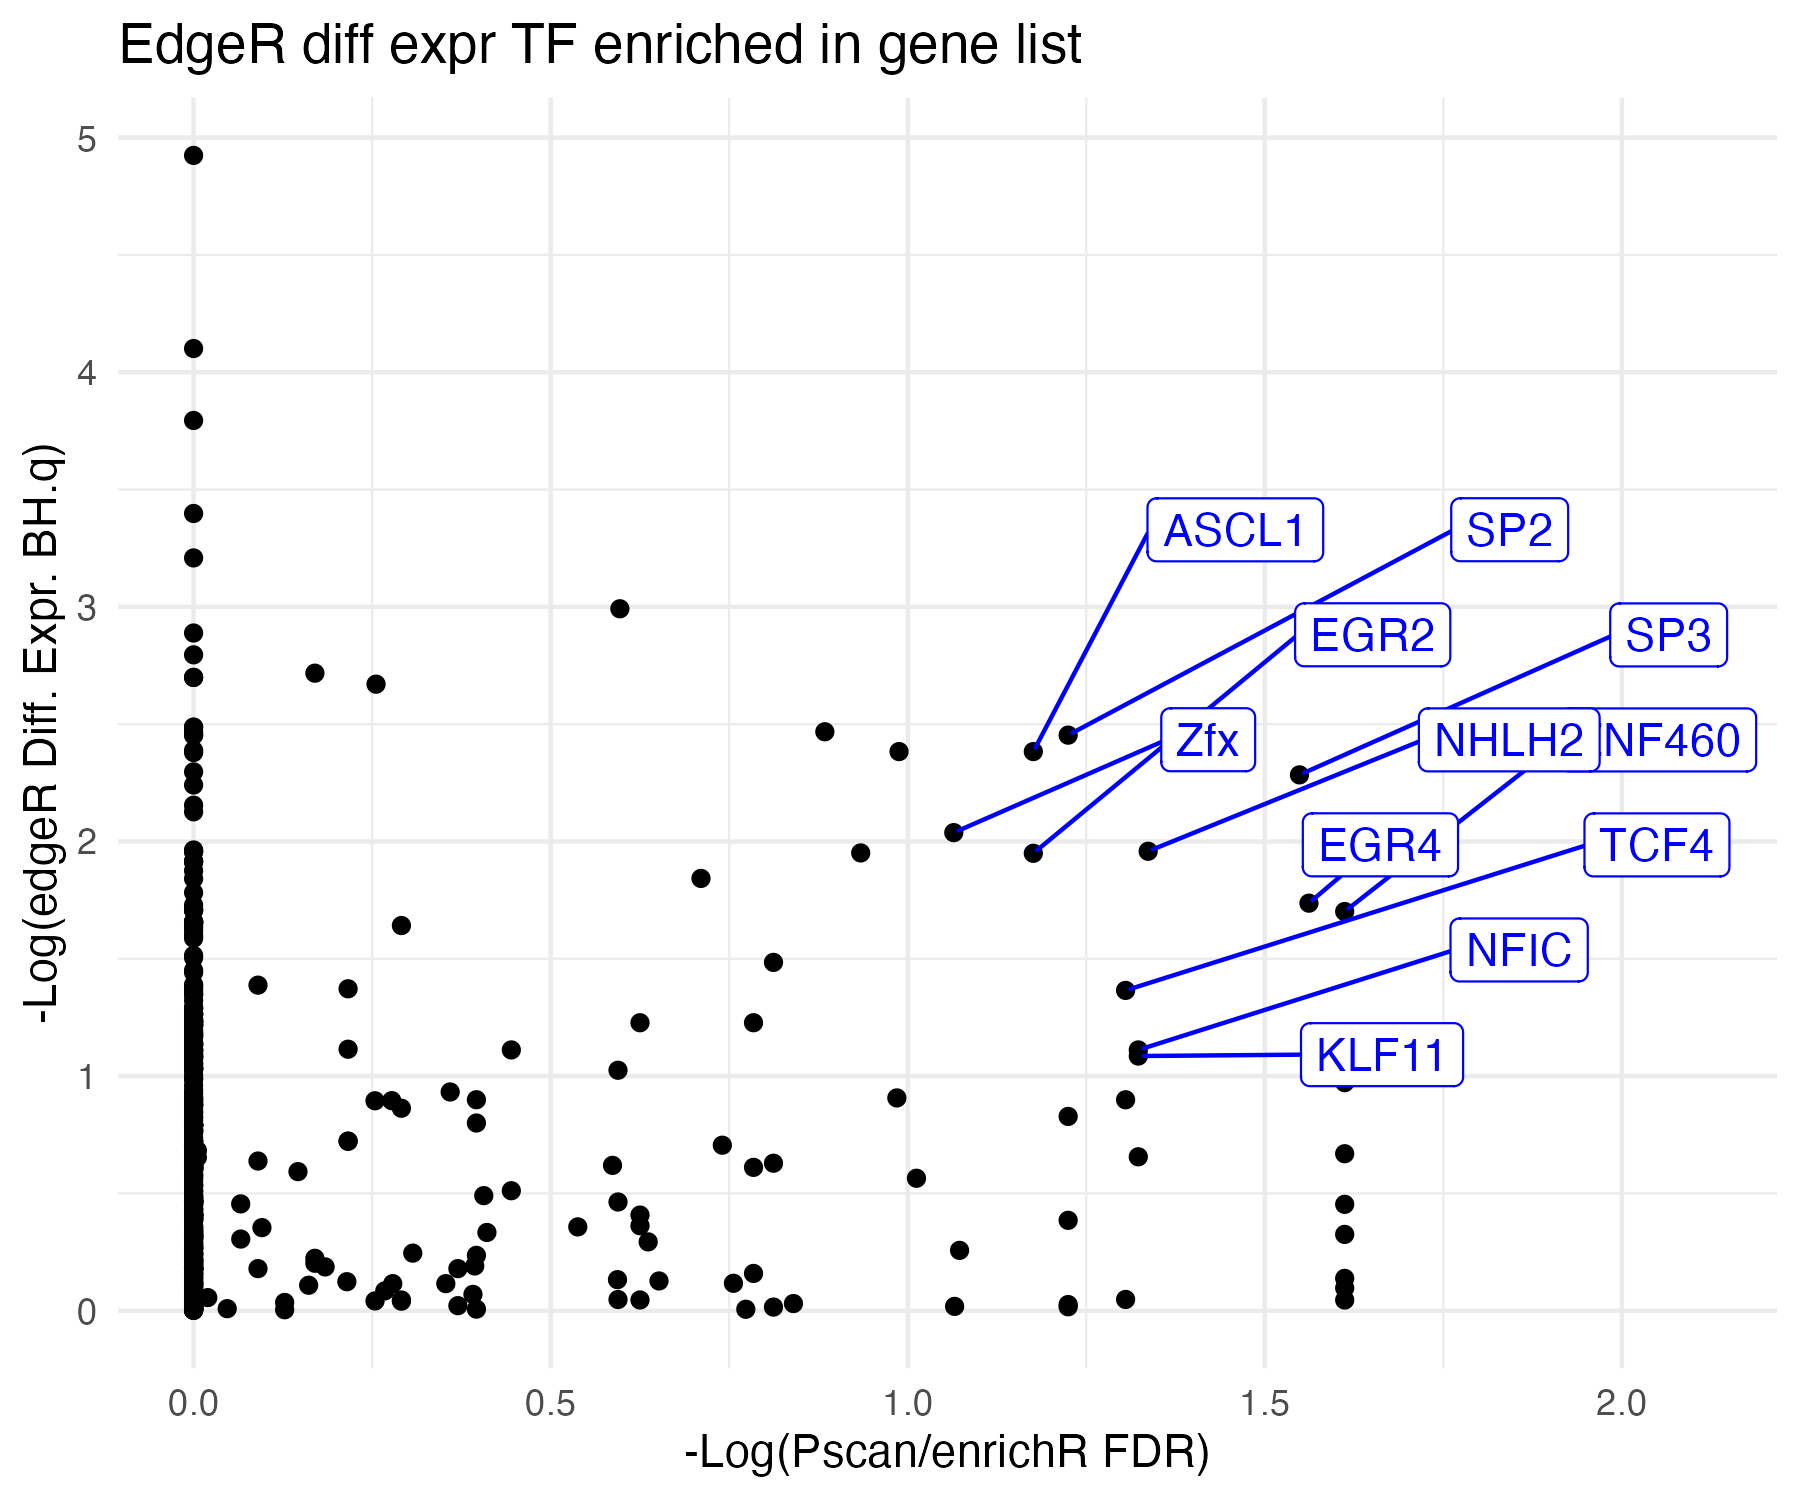 EdgeR diff expr TF enriched in gene list
-Log(edgeR Diff. Expr. BH.q)
5
4
3
2
1
0
ASCL1
SP2
EGR2
SP3
Zfx
NHLH2
NF460
EGR4
TCF4
NFIC
KLF11
0.0
0.5
1.0
1.5
2.0
-Log(Pscan/enrichR FDR)